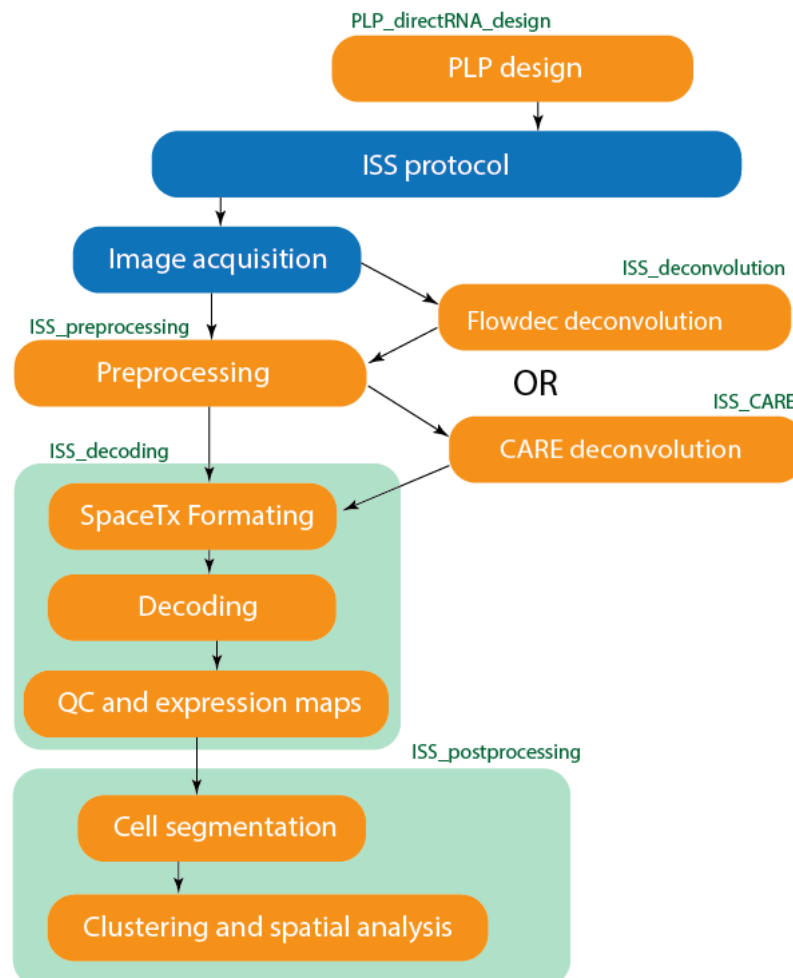 PLP_directRNA_design
PLP design
ISS protocol
Image acquisition
ISS_deconvolution
Flowdec deconvolution
ISS_preprocessing
Preprocessing
OR
ISS_CARE
CARE deconvolution
ISS_decoding
SpaceTx Formating
Decoding
QC and expression maps
ISS_postprocessing
Cell segmentation
Clustering and spatial analysis